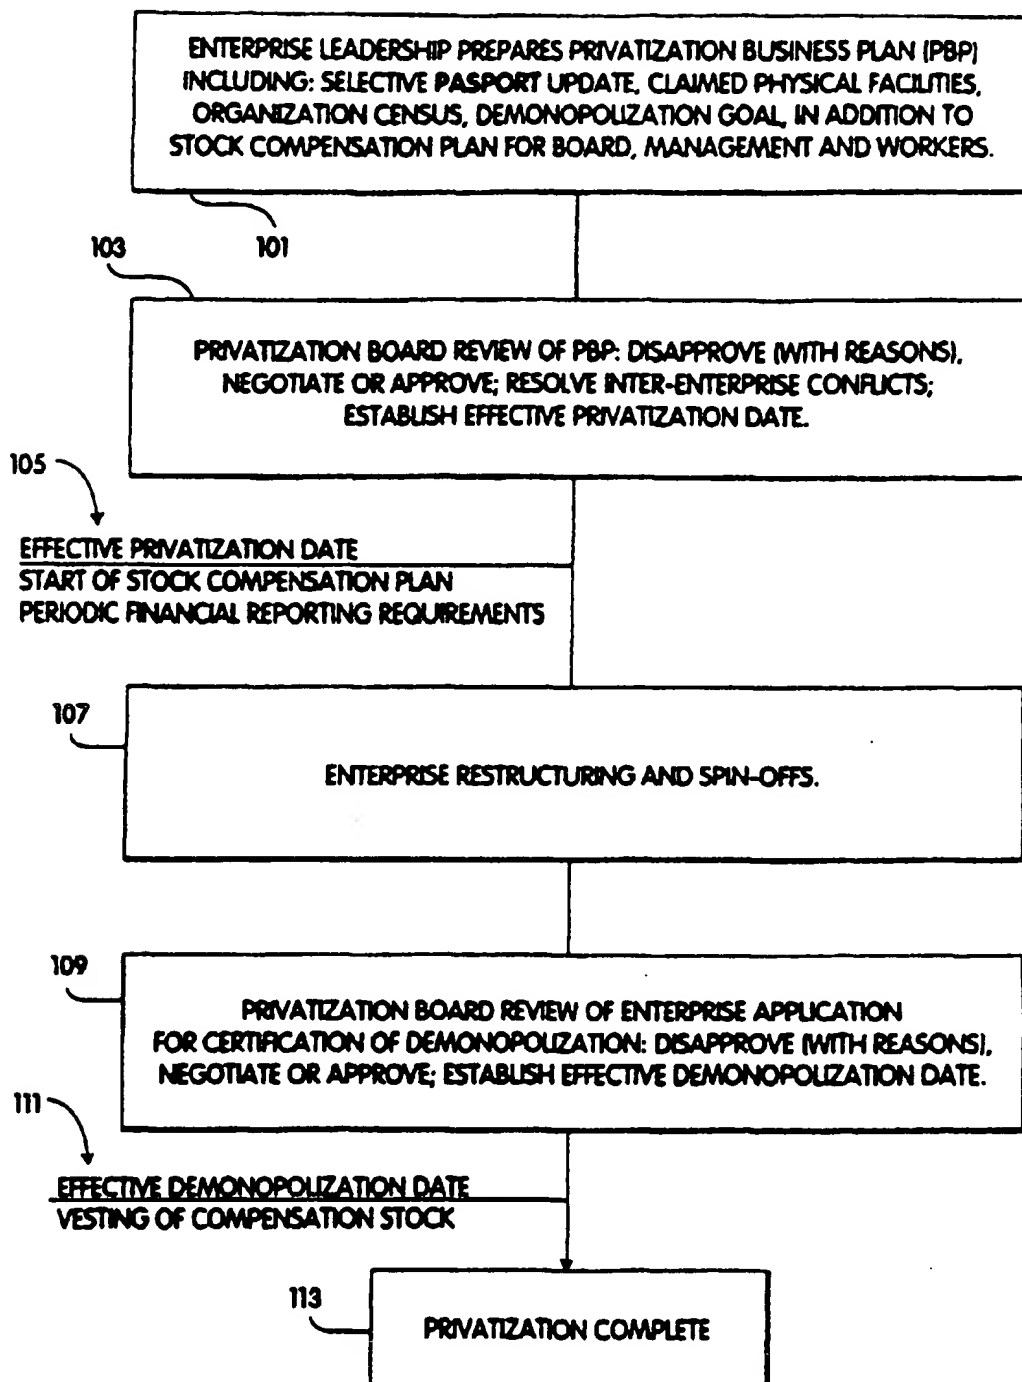 ENTERPRISE LEADERSHIP PREPARES PRIVATIZATION BUSINESS PLAN (PBP)
INCLUDING: SELECTIVE PASPORT UPDATE, CLAIMED PHYSICAL FACILITIES,
ORGANIZATION CENSUS, DEMONOPOLIZATION GOAL, IN ADDITION TO
STOCK COMPENSATION PLAN FOR BOARD, MANAGEMENT AND WORKERS.
101
103
PRIVATIZATION BOARD REVIEW OF PBP: DISAPPROVE (WITH REASONS),
NEGOTIATE OR APPROVE; RESOLVE INTER-ENTERPRISE CONFLICTS;
ESTABLISH EFFECTIVE PRIVATIZATION DATE.
105
EFFECTIVE PRIVATIZATION DATE
START OF STOCK COMPENSATION PLAN
PERIODIC FINANCIAL REPORTING REQUIREMENTS
107
ENTERPRISE RESTRUCTURING AND SPIN-OFFS.
109
PRIVATIZATION BOARD REVIEW OF ENTERPRISE APPLICATION
FOR CERTIFICATION OF DEMONOPOLIZATION: DISAPPROVE (WITH REASONS),
NEGOTIATE OR APPROVE; ESTABLISH EFFECTIVE DEMONOPOLIZATION DATE.
111
EFFECTIVE DEMONOPOLIZATION DATE
VESTING OF COMPENSATION STOCK
113
PRIVATIZATION COMPLETE